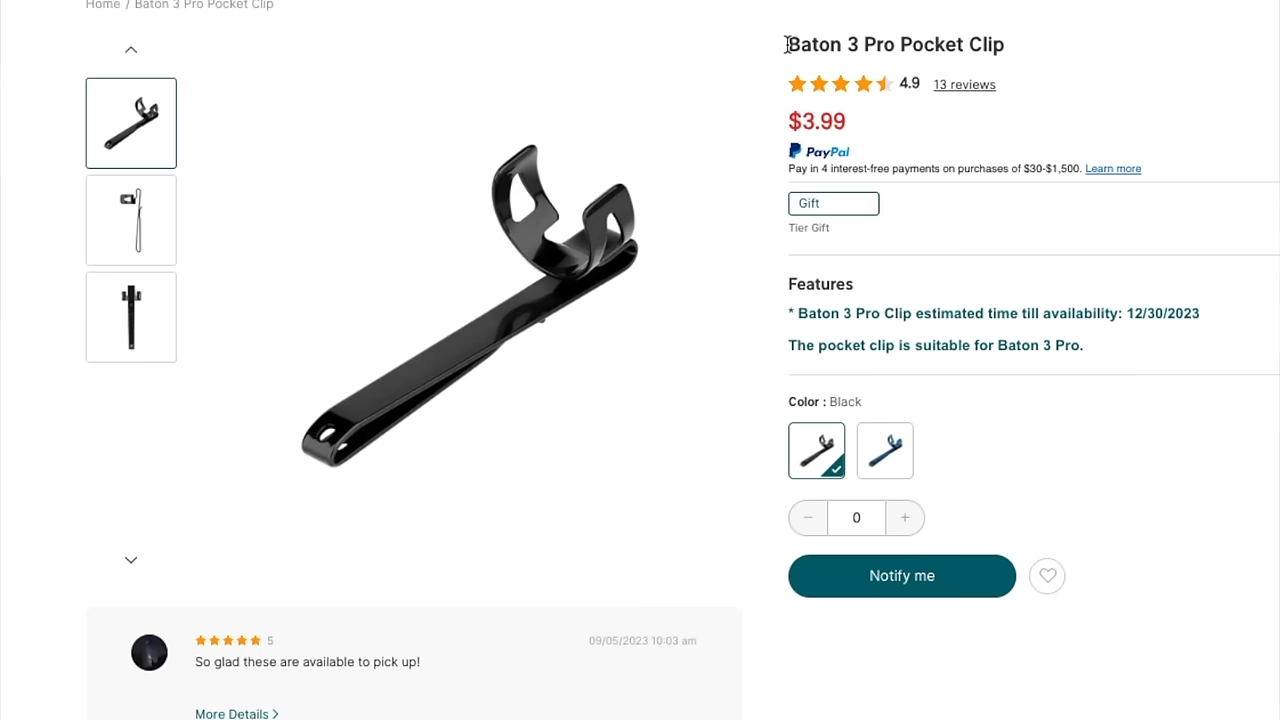 Home / Baton 3 Pro Pocket Clip
Baton 3 Pro Pocket Clip
4.9 13 reviews
$3.99
PayPal
Pay in 4 interest-free payments on purchases of $30-$1,500. Learn more
Gift
Tier Gift
Features
* Baton 3 Pro Clip estimated time till availability: 12/30/2023
The pocket clip is suitable for Baton 3 Pro.
Color : Black
− 0 +
Notify me
5 09/05/2023 10:03 am
So glad these are available to pick up!
More Details >